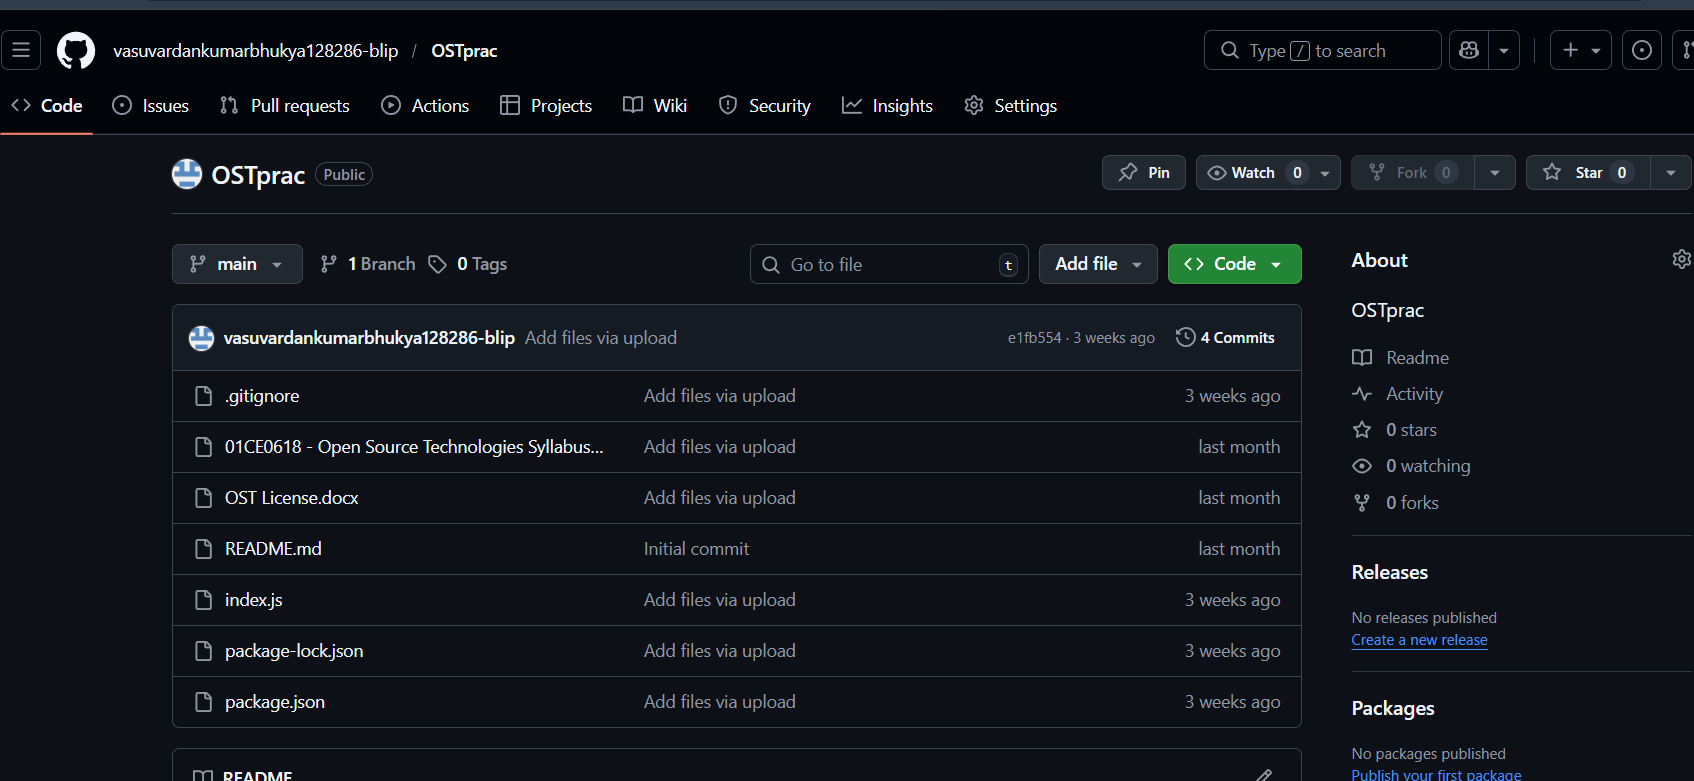 vasuvardankumarbhukya128286-blip / OSTprac
Type / to search
Code Issues Pull requests Actions Projects Wiki Security Insights Settings
OSTprac Public
Pin Watch 0 Fork 0 Star 0
main 1 Branch 0 Tags
Go to file t Add file Code
vasuvardankumarbhukya128286-blip Add files via upload e1fb554 · 3 weeks ago 4 Commits
.gitignore Add files via upload 3 weeks ago
01CE0618 - Open Source Technologies Syllabus... Add files via upload last month
OST License.docx Add files via upload last month
README.md Initial commit last month
index.js Add files via upload 3 weeks ago
package-lock.json Add files via upload 3 weeks ago
package.json Add files via upload 3 weeks ago
README
About
OSTprac
Readme
Activity
0 stars
0 watching
0 forks
Releases
No releases published
Create a new release
Packages
No packages published
Publish your first package